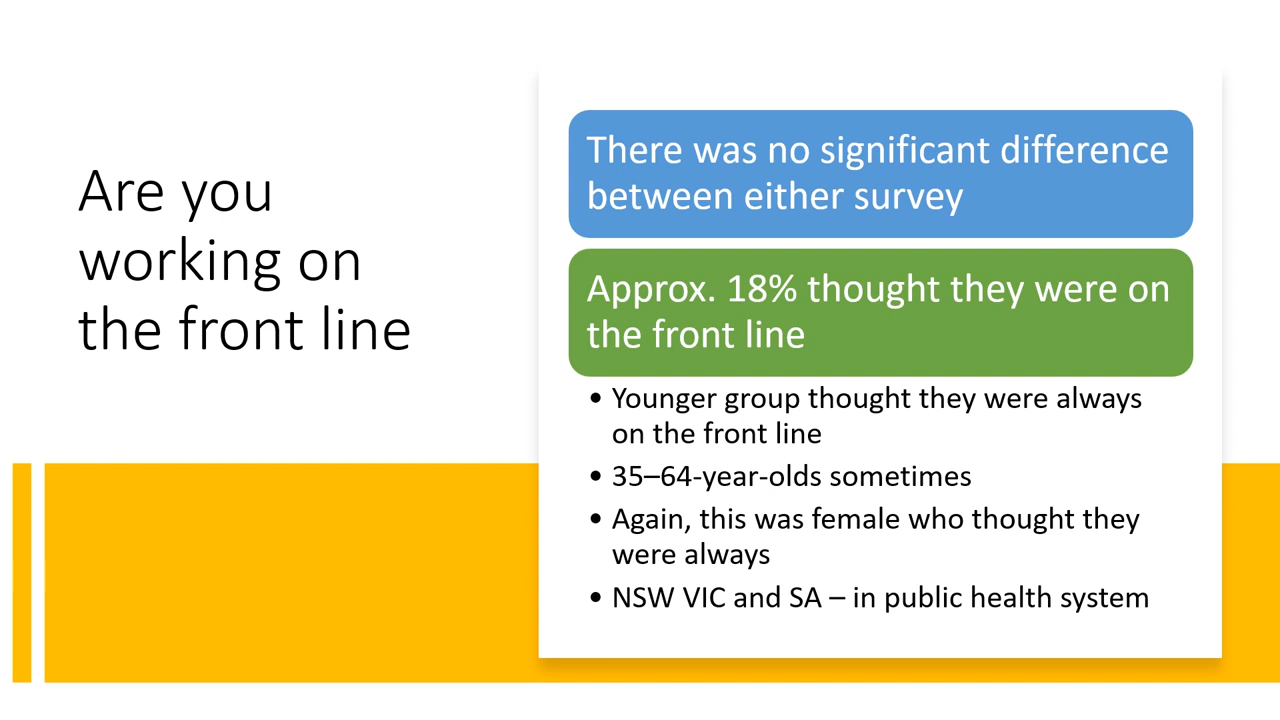 Are you
working on
the front line
There was no significant difference
between either survey
Approx. 18% thought they were on
the front line
• Younger group thought they were always
on the front line
• 35–64-year-olds sometimes
• Again, this was female who thought they
were always
• NSW VIC and SA – in public health system